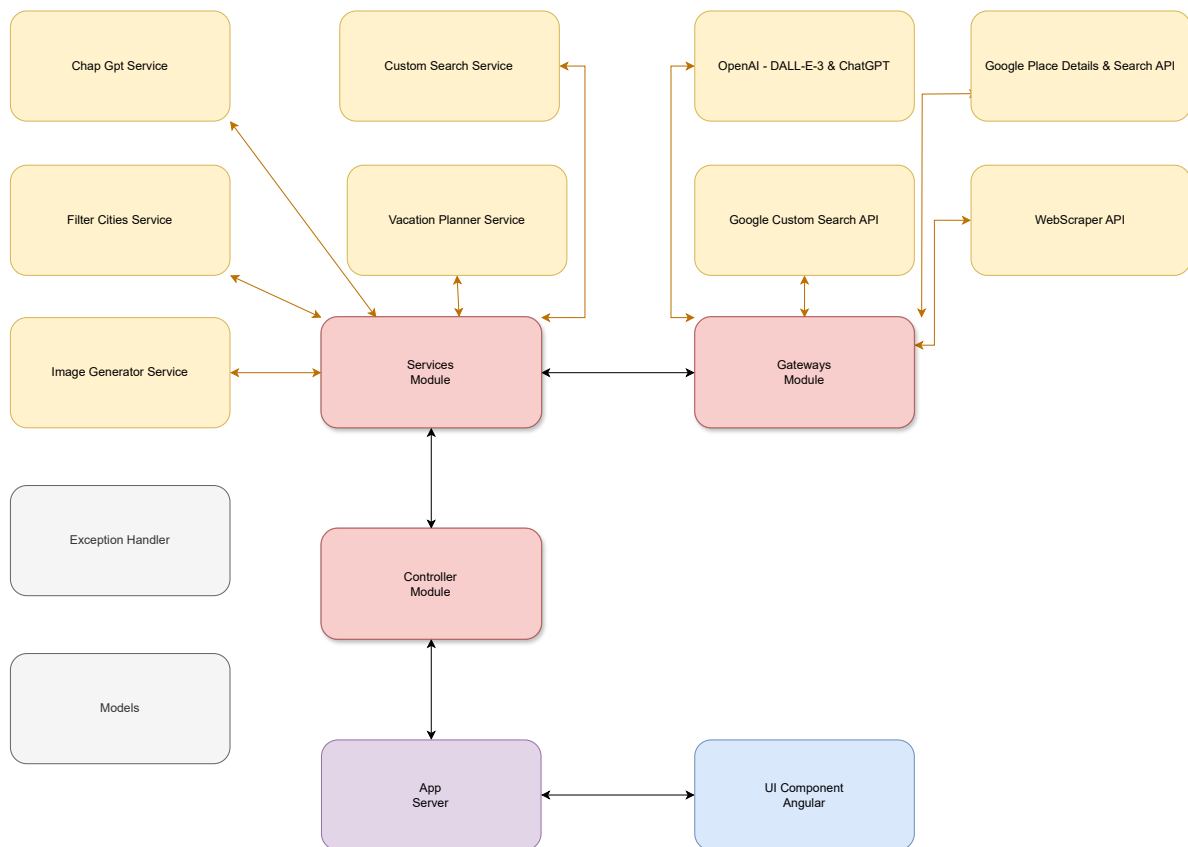 Chap Gpt Service
Custom Search Service
OpenAI - DALL-E-3 & ChatGPT
Google Place Details & Search API
Filter Cities Service
Vacation Planner Service
Google Custom Search API
WebScraper API
Image Generator Service
Services
Module
Gateways
Module
Exception Handler
Controller
Module
Models
App
Server
UI Component
Angular